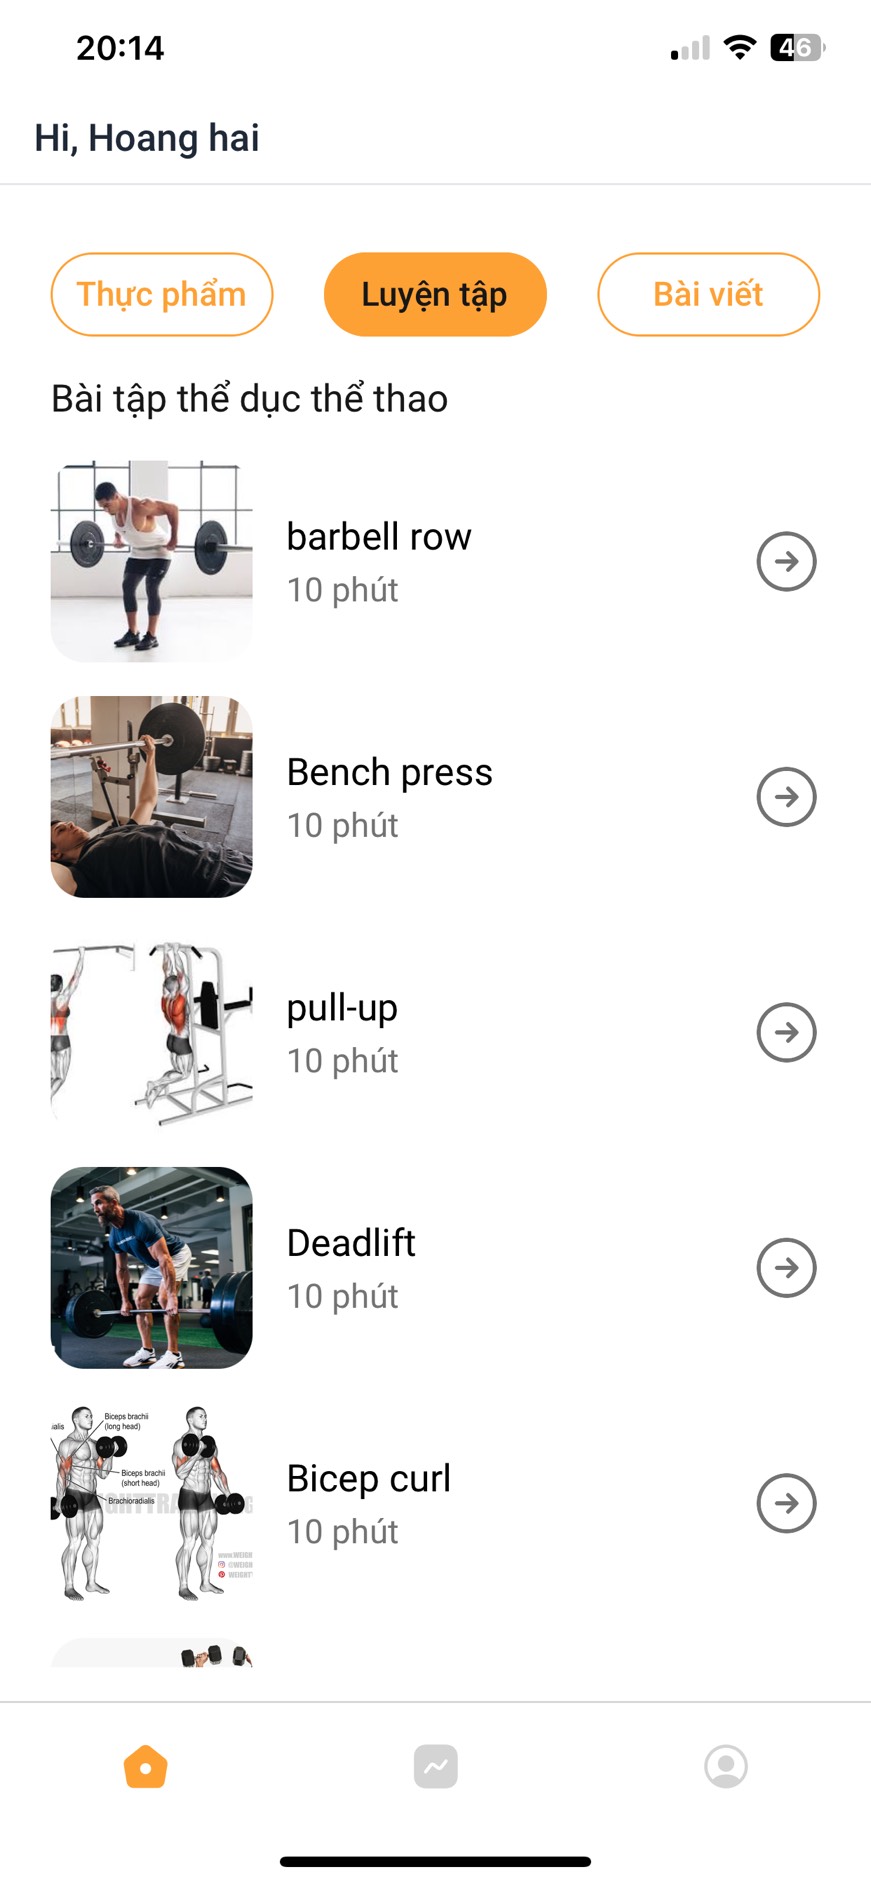 20:14
46
Hi, Hoang hai
Thực phẩm
Luyện tập
Bài viết
Bài tập thể dục thể thao
barbell row
10 phút
Bench press
10 phút
pull-up
10 phút
Deadlift
10 phút
Biceps brachii
(long head)
Biceps brachii
(short head)
Brachioradialis
Bicep curl
10 phút